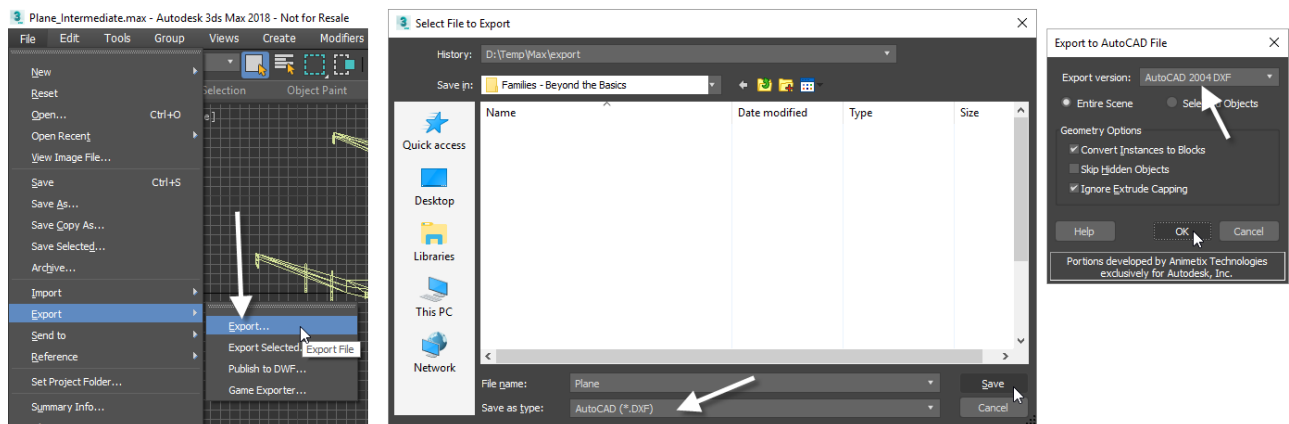 Plane_Intermediate.max - Autodesk 3ds Max 2018 - Not for Resale
File Edit Tools Group Views Create Modifiers
New
Reset
Open... Ctrl+O
Open Recent
View Image File...
Save Ctrl+S
Save As...
Save Copy As...
Save Selected...
Archive...
Import
Export
Send to
Reference
Set Project Folder...
Summary Info...
Selection Object Paint
Export...
Export Selected
Export File
Publish to DWF...
Game Exporter...
Select File to Export
History: D:\Temp\Max\export
Save in: Families - Beyond the Basics
Name Date modified Type Size
Quick access
Desktop
Libraries
This PC
Network
File name: Plane Save
Save as type: AutoCAD (*.DXF) Cancel
Export to AutoCAD File
Export version: AutoCAD 2004 DXF
Entire Scene Objects
Geometry Options
Convert Instances to Blocks
Skip Hidden Objects
Ignore Extrude Capping
Help OK Cancel
Portions developed by Animetix Technologies
exclusively for Autodesk, Inc.